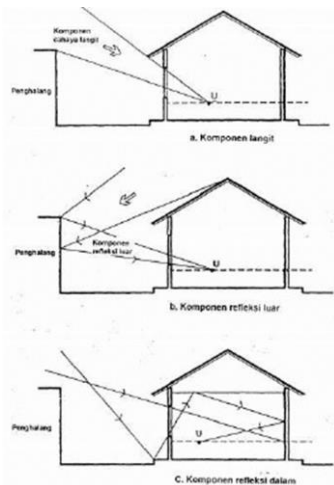 Komponen
cahaya langit
Penghalang
U
a. Komponen langit
Penghalang
Komponen
refleksi luar
U
b. Komponen refleksi luar
Penghalang
U
C. Komponen refleksi dalam